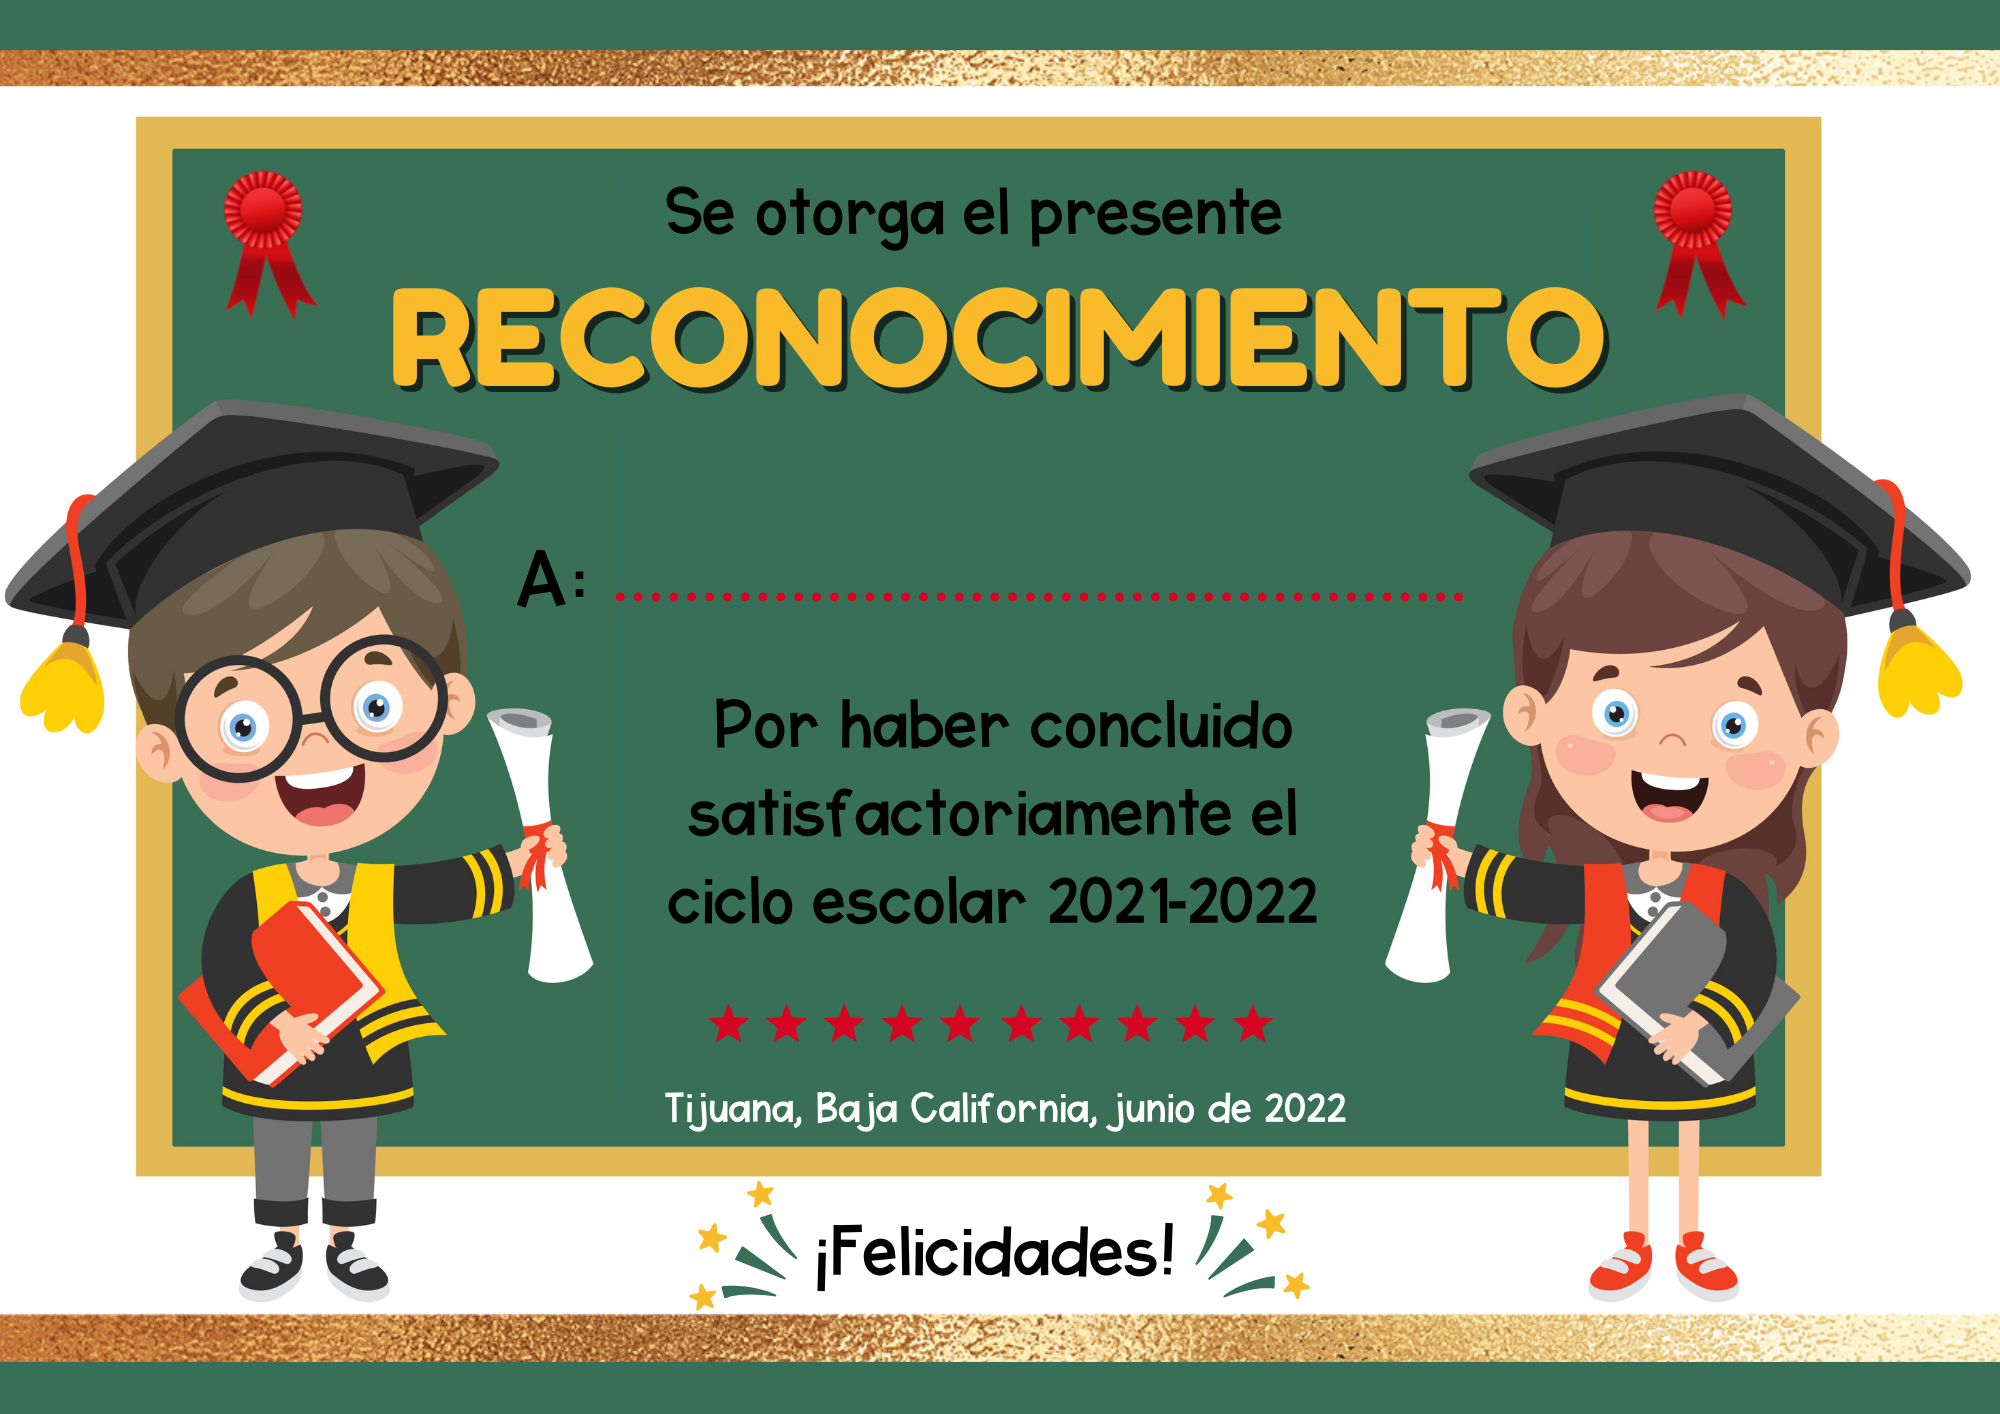 Se otorga el presente
RECONOCIMIENTO
A: ................................................
Por haber concluido
satisfactoriamente el
ciclo escolar 2021-2022
Tijuana, Baja California, junio de 2022
¡Felicidades!